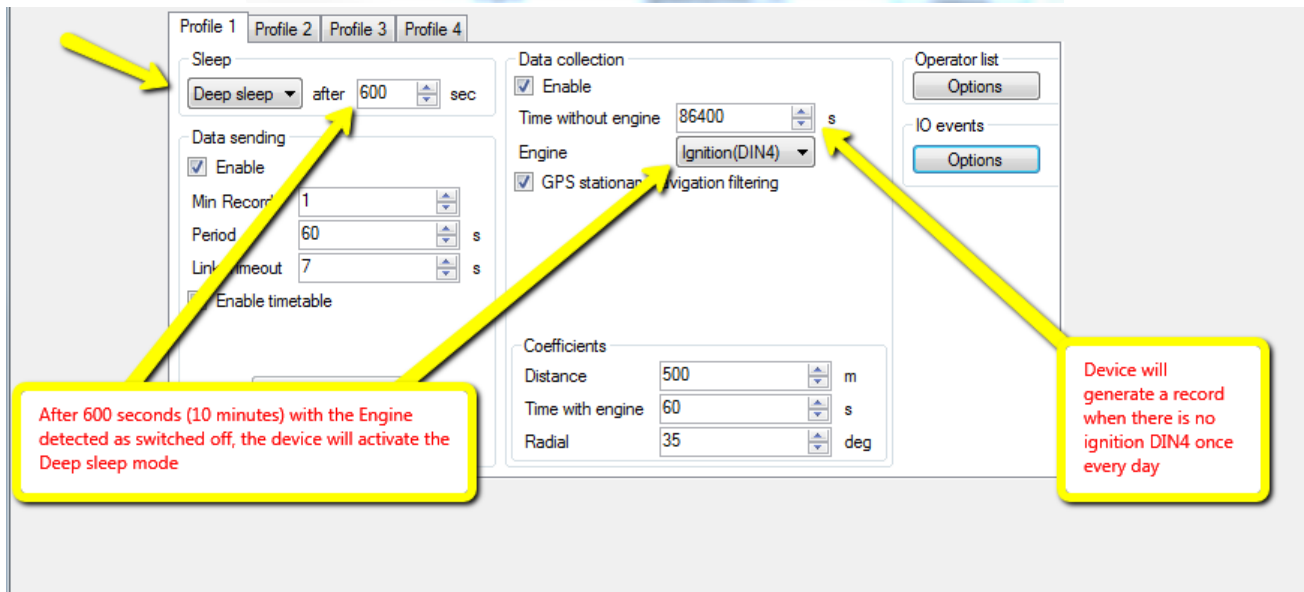 Profile 1 Profile 2 Profile 3 Profile 4
Sleep
Deep sleep after 600 sec
Data sending
Enable
Min Record 1
Period 60 s
Link timeout 7 s
Enable timetable
Data collection
Enable
Time without engine 86400 s
Engine Ignition(DIN4)
GPS stationary navigation filtering
Coefficients
Distance 500 m
Time with engine 60 s
Radial 35 deg
Operator list
Options
IO events
Options
After 600 seconds (10 minutes) with the Engine
detected as switched off, the device will activate the
Deep sleep mode
Device will
generate a record
when there is no
ignition DIN4 once
every day